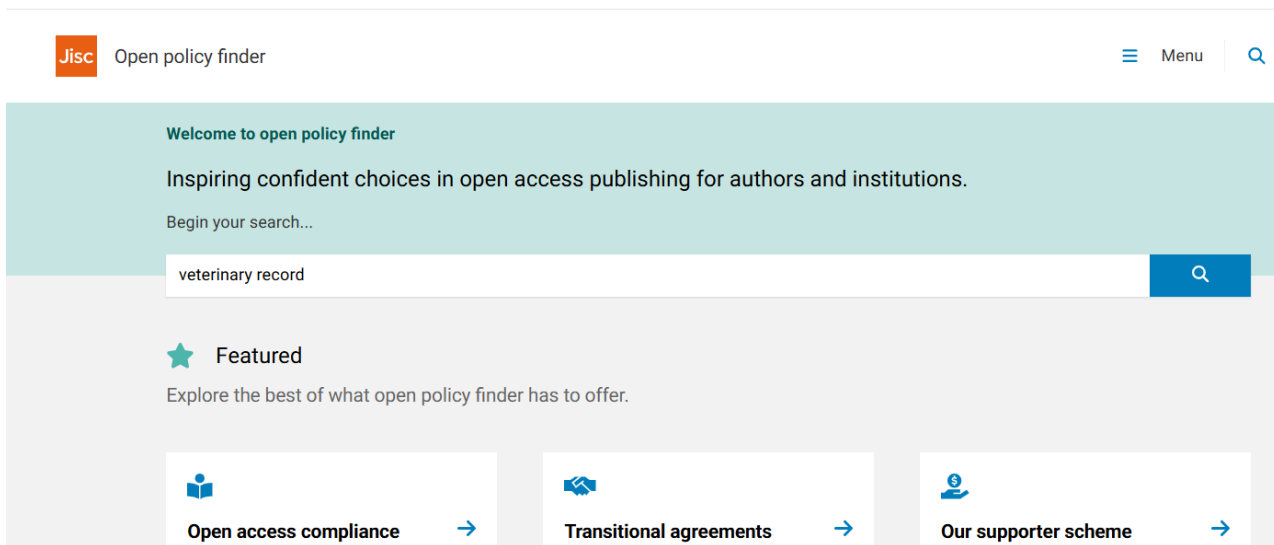 Jisc Open policy finder Menu
Welcome to open policy finder
Inspiring confident choices in open access publishing for authors and institutions.
Begin your search...
veterinary record
Featured
Explore the best of what open policy finder has to offer.
Open access compliance Transitional agreements Our supporter scheme